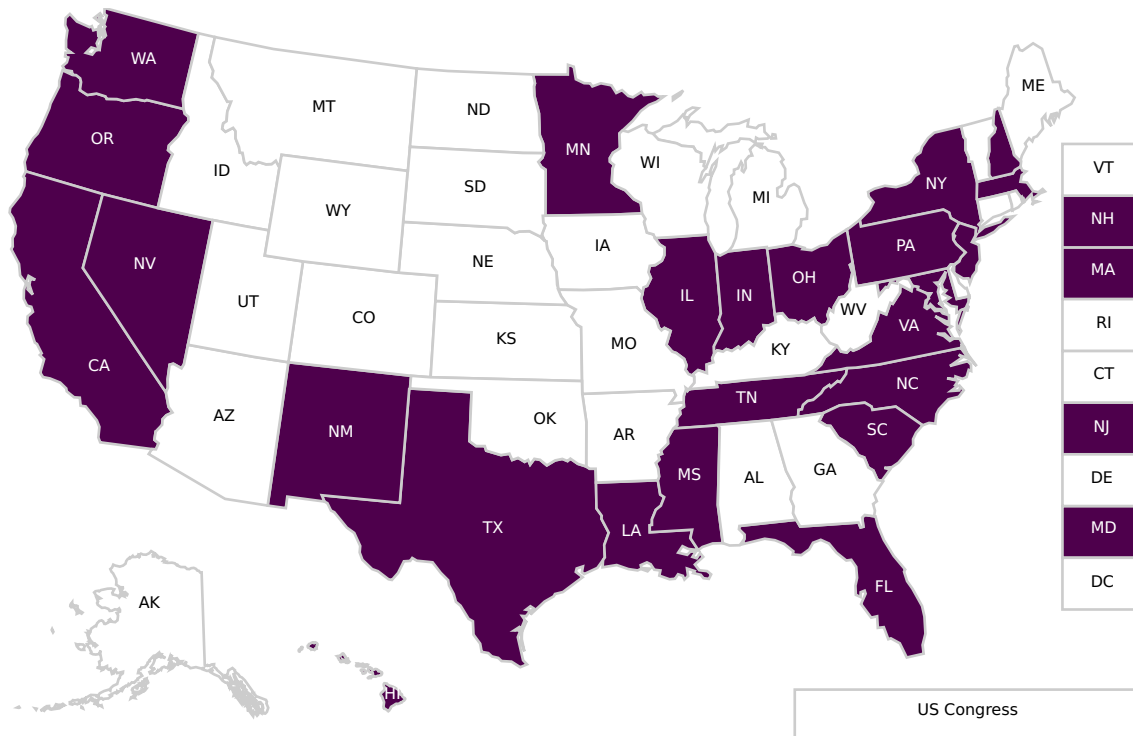 WA
MT
ND
MN
ME
OR
ID
SD
WI
MI
NY
VT
WY
NH
NV
IA
PA
NE
MA
UT
CO
IL
IN
OH
WV
VA
RI
CA
KS
MO
KY
CT
AZ
NM
OK
AR
TN
NC
SC
NJ
MS
AL
GA
DE
TX
LA
MD
FL
DC
AK
HI
US Congress